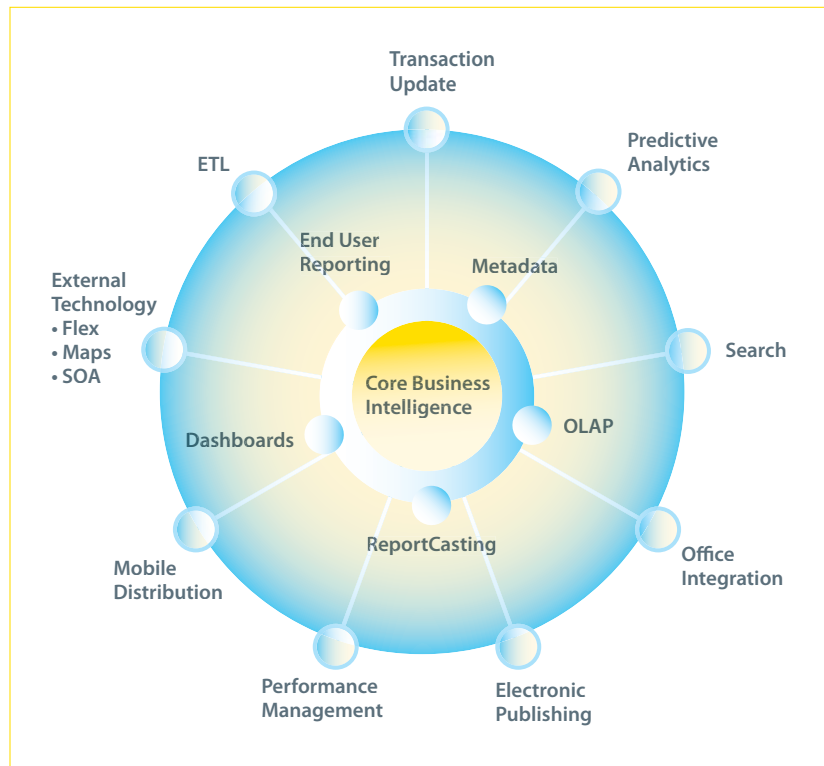 Transaction
Update
Predictive
Analytics
ETL
End User
Reporting
Metadata
External
Technology
• Flex
• Maps
• SOA
Search
Core Business
Intelligence
Dashboards
OLAP
ReportCasting
Office
Integration
Mobile
Distribution
Performance
Management
Electronic
Publishing